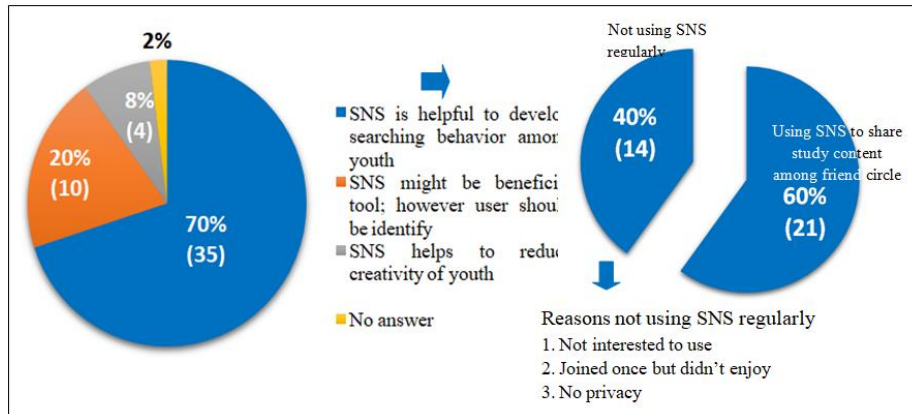 2%
8%
(4)
20%
(10)
70%
(35)
SNS is helpful to develo
searching behavior amon
youth
SNS might be benefici
tool; however user shoul
be identify
SNS helps to reduc
creativity of youth
No answer
Not using SNS
regularly
40%
(14)
Using SNS to share
study content
among friend circle
60%
(21)
Reasons not using SNS regularly
1. Not interested to use
2. Joined once but didn’t enjoy
3. No privacy